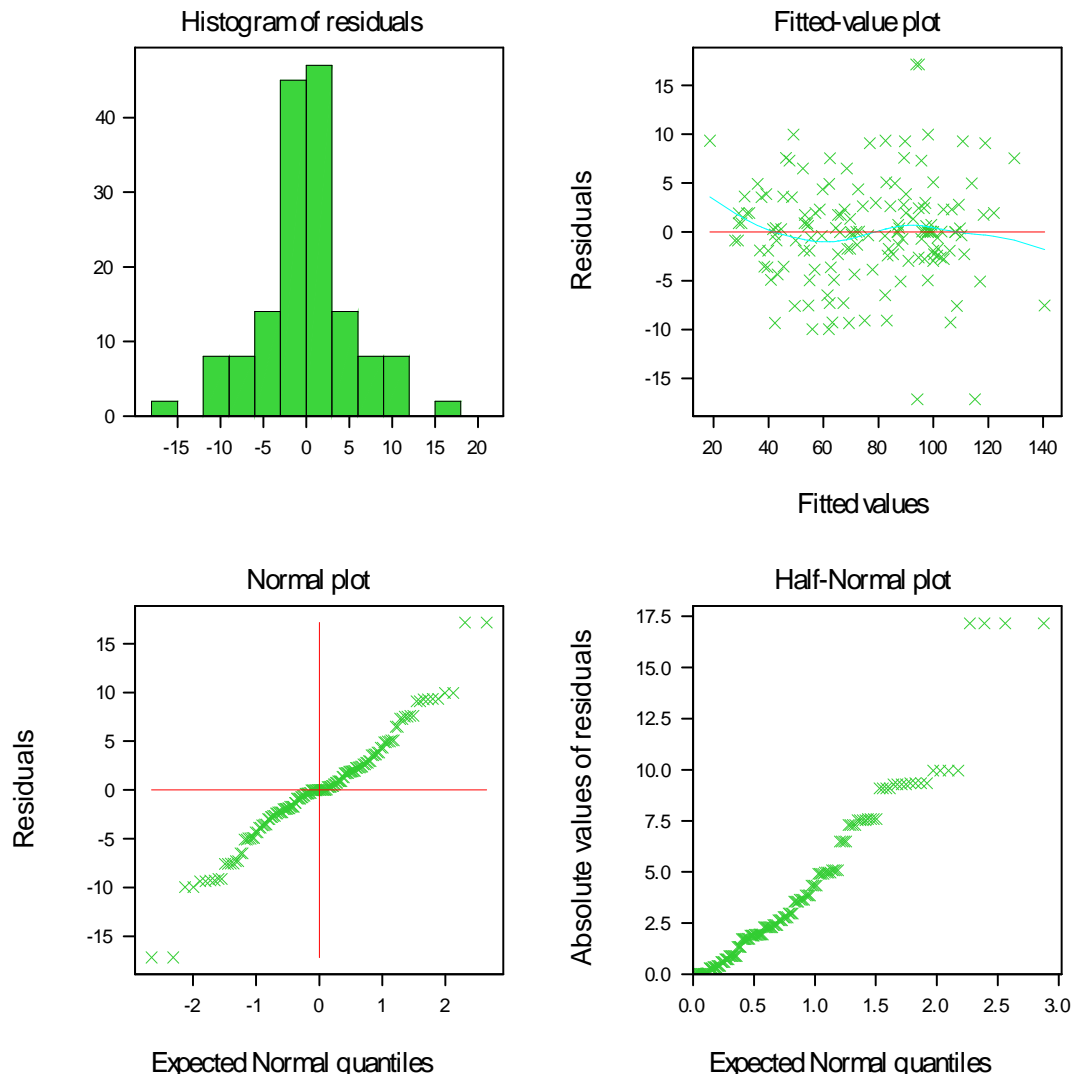 Histogram of residuals
40
30
20
10
0
-15 -10 -5 0 5 10 15 20
Fitted-value plot
Residuals
15
10
5
0
-5
-10
-15
20 40 60 80 100 120 140
Fitted values
Normal plot
Residuals
15
10
5
0
-5
-10
-15
-2 -1 0 1 2
Expected Normal quantiles
Half-Normal plot
Absolute values of residuals
17.5
15.0
12.5
10.0
7.5
5.0
2.5
0.0
0.0 0.5 1.0 1.5 2.0 2.5 3.0
Expected Normal quantiles